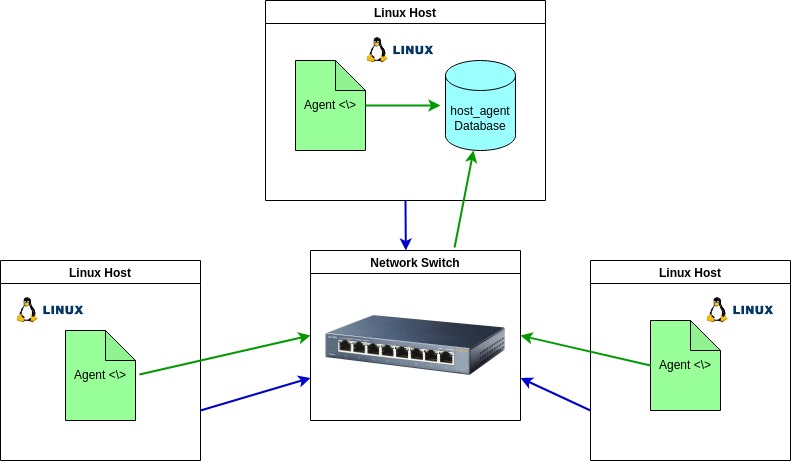 Linux Host
LINUX
Agent <\>
host_agent
Database
Network Switch
Linux Host
LINUX
Agent <\>
Linux Host
LINUX
Agent <\>